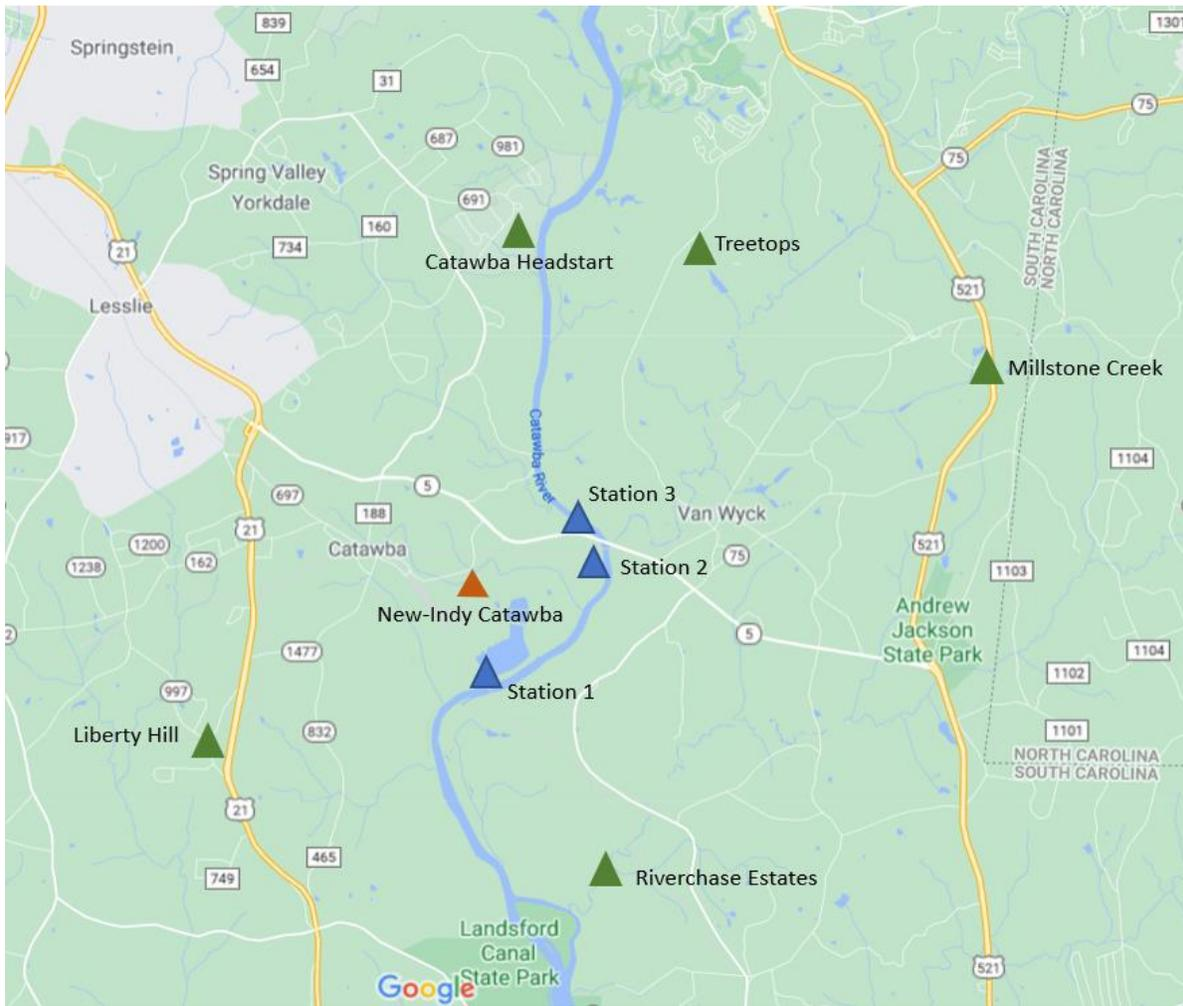 839
1301
Springstein
654
31
75
687
981
75
Spring Valley
Yorkdale
691
160
SOUTH CAROLINA
NORTH CAROLINA
734
21
Catawba Headstart
Treetops
521
Lesslie
Millstone Creek
917
Catawba River
1104
5
697
Station 3
188
Van Wyck
21
1200
Catawba
75
521
1238
162
Station 2
1103
New-Indy Catawba
Andrew
Jackson
State Park
2
5
1477
1104
1102
997
Station 1
Liberty Hill
832
1101
NORTH CAROLINA
SOUTH CAROLINA
21
465
749
Riverchase Estates
Landsford
Canal
State Park
Google
521